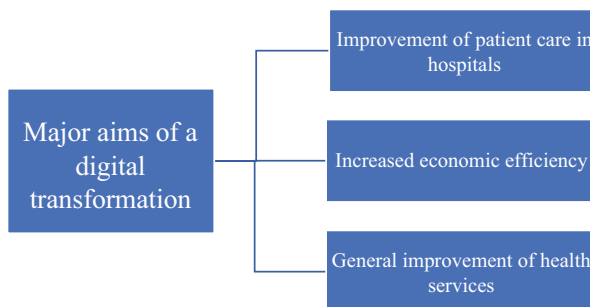 Major aims of a
digital
transformation
Improvement of patient care in
hospitals
Increased economic efficiency
General improvement of health
services